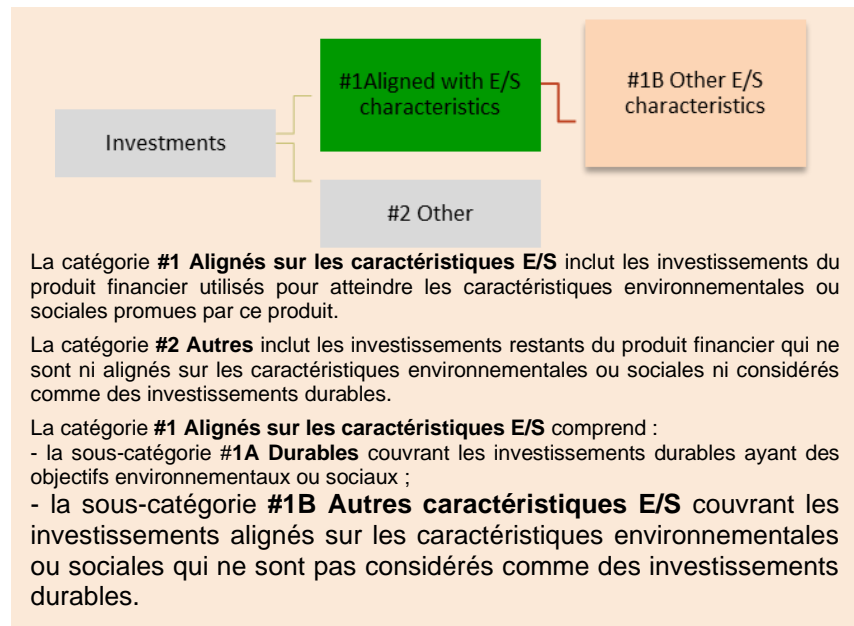 #1Aligned with E/S
characteristics
#1B Other E/S
characteristics
Investments
#2 Other
La catégorie #1 Alignés sur les caractéristiques E/S inclut les investissements du
produit financier utilisés pour atteindre les caractéristiques environnementales ou
sociales promues par ce produit.
La catégorie #2 Autres inclut les investissements restants du produit financier qui ne
sont ni alignés sur les caractéristiques environnementales ou sociales ni considérés
comme des investissements durables.
La catégorie #1 Alignés sur les caractéristiques E/S comprend :
- la sous-catégorie #1A Durables couvrant les investissements durables ayant des
objectifs environnementaux ou sociaux ;
- la sous-catégorie #1B Autres caractéristiques E/S couvrant les
investissements alignés sur les caractéristiques environnementales
ou sociales qui ne sont pas considérés comme des investissements
durables.